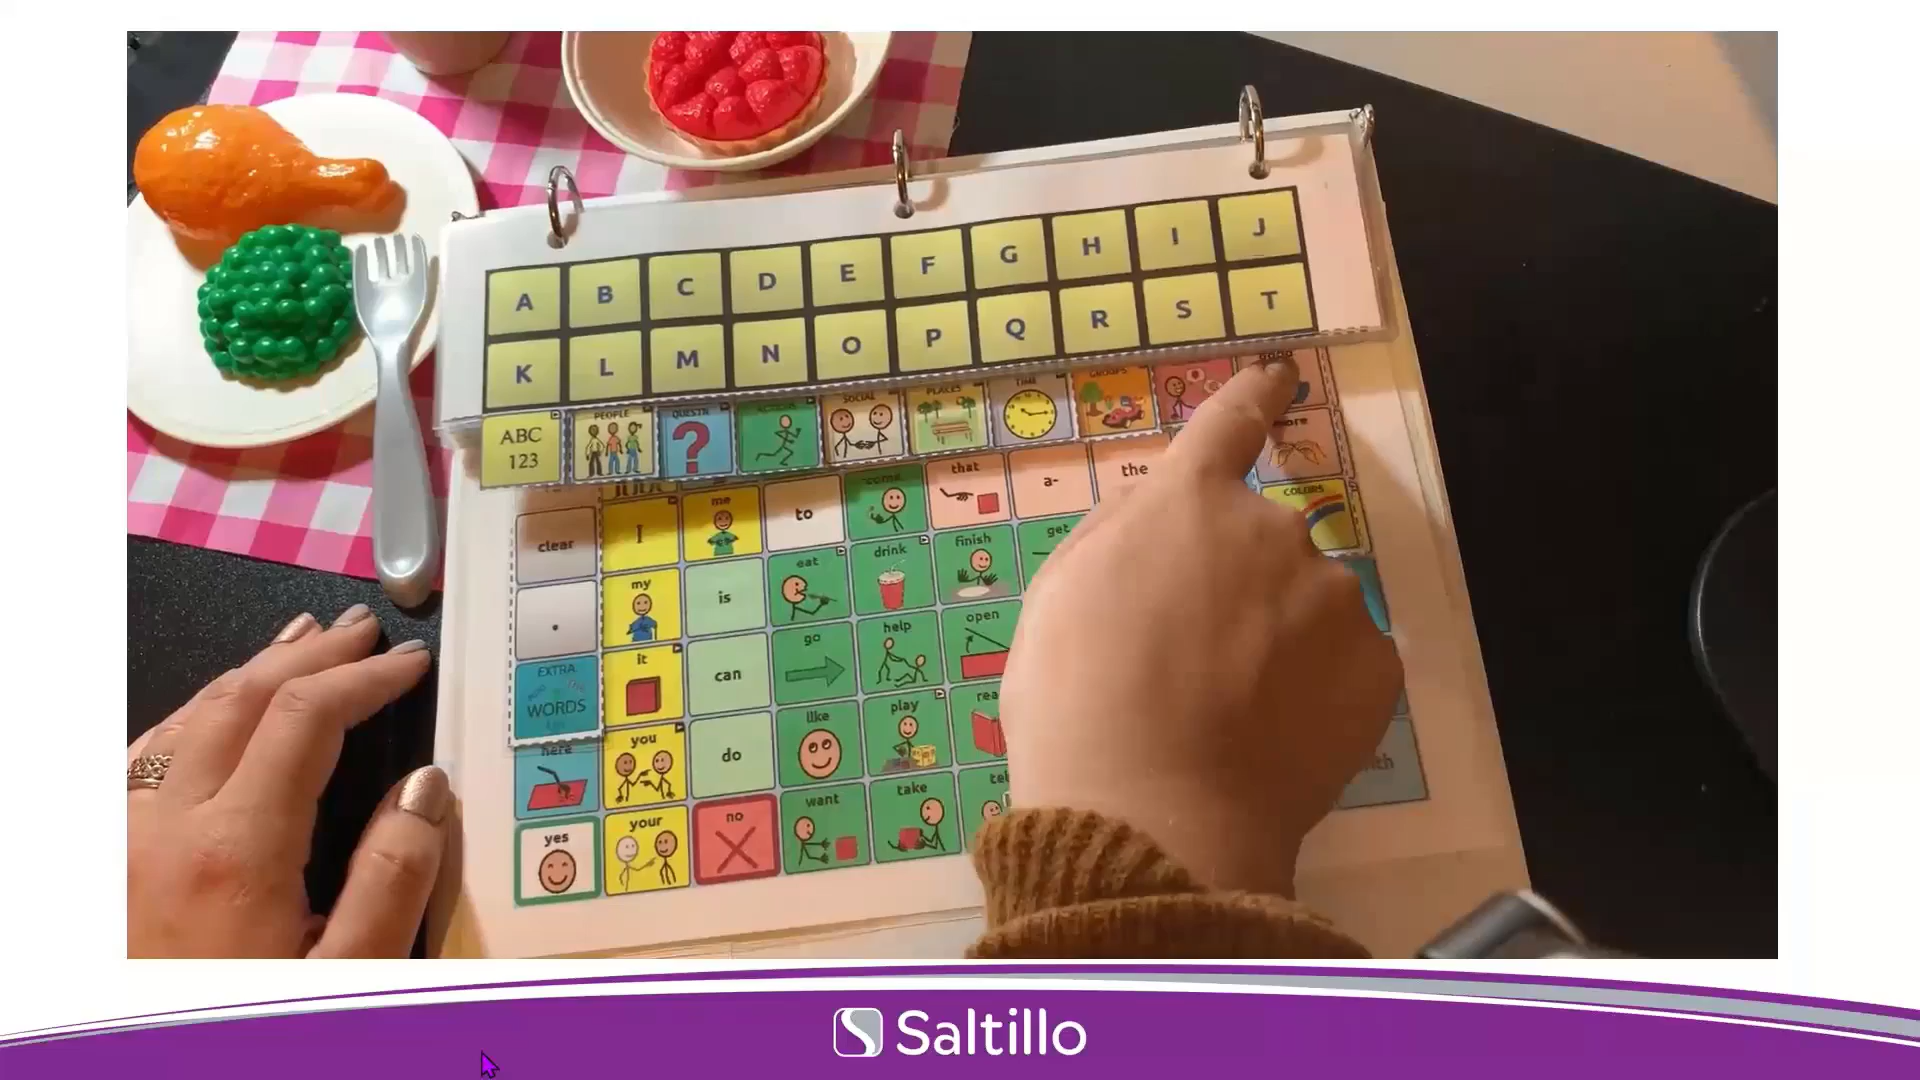 A B C D E F G H I J
K L M N O P Q R S T
ABC 123 PEOPLE QUESTN ACTIONS SOCIAL PLACES TIME GROUPS
more
COLORS
clear I me to come that a- the
. my is eat drink finish get
EXTRA WORDS it can go help open
here you do like play
yes your no want take
Saltillo